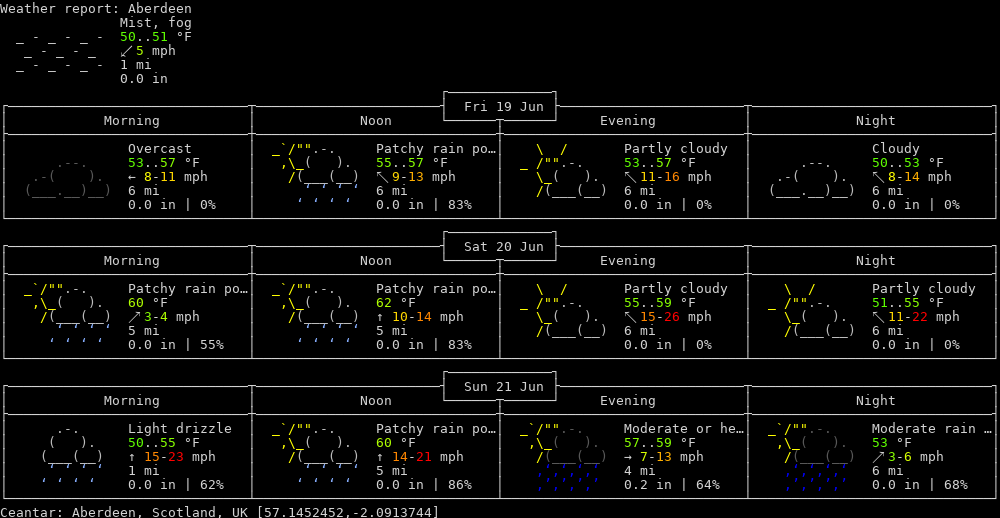 Weather report: Aberdeen
Mist, fog
50..51 °F
↙5 mph
1 mi
0.0 in
Fri 19 Jun
Morning Noon Evening Night
Overcast Patchy rain po… Partly cloudy Cloudy
53..57 °F 55..57 °F 53..57 °F 50..53 °F
← 8-11 mph ↖ 9-13 mph ↖ 11-16 mph ↖ 8-14 mph
6 mi 6 mi 6 mi 6 mi
0.0 in | 0% 0.0 in | 83% 0.0 in | 0% 0.0 in | 0%
Sat 20 Jun
Morning Noon Evening Night
Patchy rain po… Patchy rain po… Partly cloudy Partly cloudy
60 °F 62 °F 55..59 °F 51..55 °F
↗ 3-4 mph ↑ 10-14 mph ↖ 15-26 mph ↖ 11-22 mph
5 mi 5 mi 6 mi 6 mi
0.0 in | 55% 0.0 in | 83% 0.0 in | 0% 0.0 in | 0%
Sun 21 Jun
Morning Noon Evening Night
Light drizzle Patchy rain po… Moderate or he… Moderate rain …
50..55 °F 60 °F 57..59 °F 53 °F
↑ 15-23 mph ↑ 14-21 mph → 7-13 mph ↗ 3-6 mph
1 mi 5 mi 4 mi 6 mi
0.0 in | 62% 0.0 in | 86% 0.2 in | 64% 0.0 in | 68%
Ceantar: Aberdeen, Scotland, UK [57.1452452,-2.0913744]